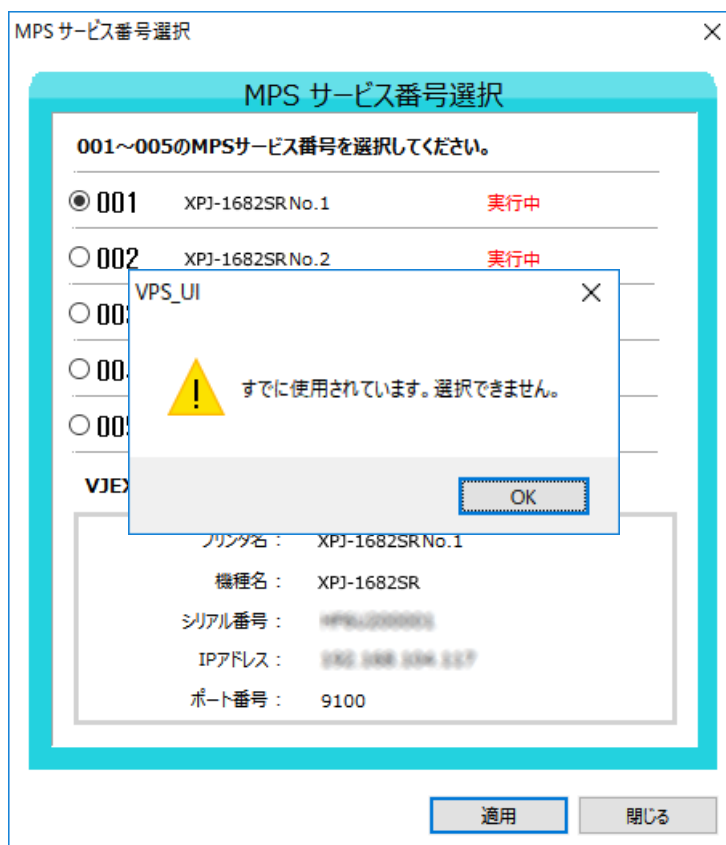 MPS サービス番号選択
MPS サービス番号選択
001～005のMPSサービス番号を選択してください。
001 XPJ-1682SR No.1 実行中
002 XPJ-1682SR No.2 実行中
VPS_UI
すでに使用されています。選択できません。
OK
プリンタ名： XPJ-1682SR No.1
機種名： XPJ-1682SR
シリアル番号：
IPアドレス：
ポート番号： 9100
適用 閉じる